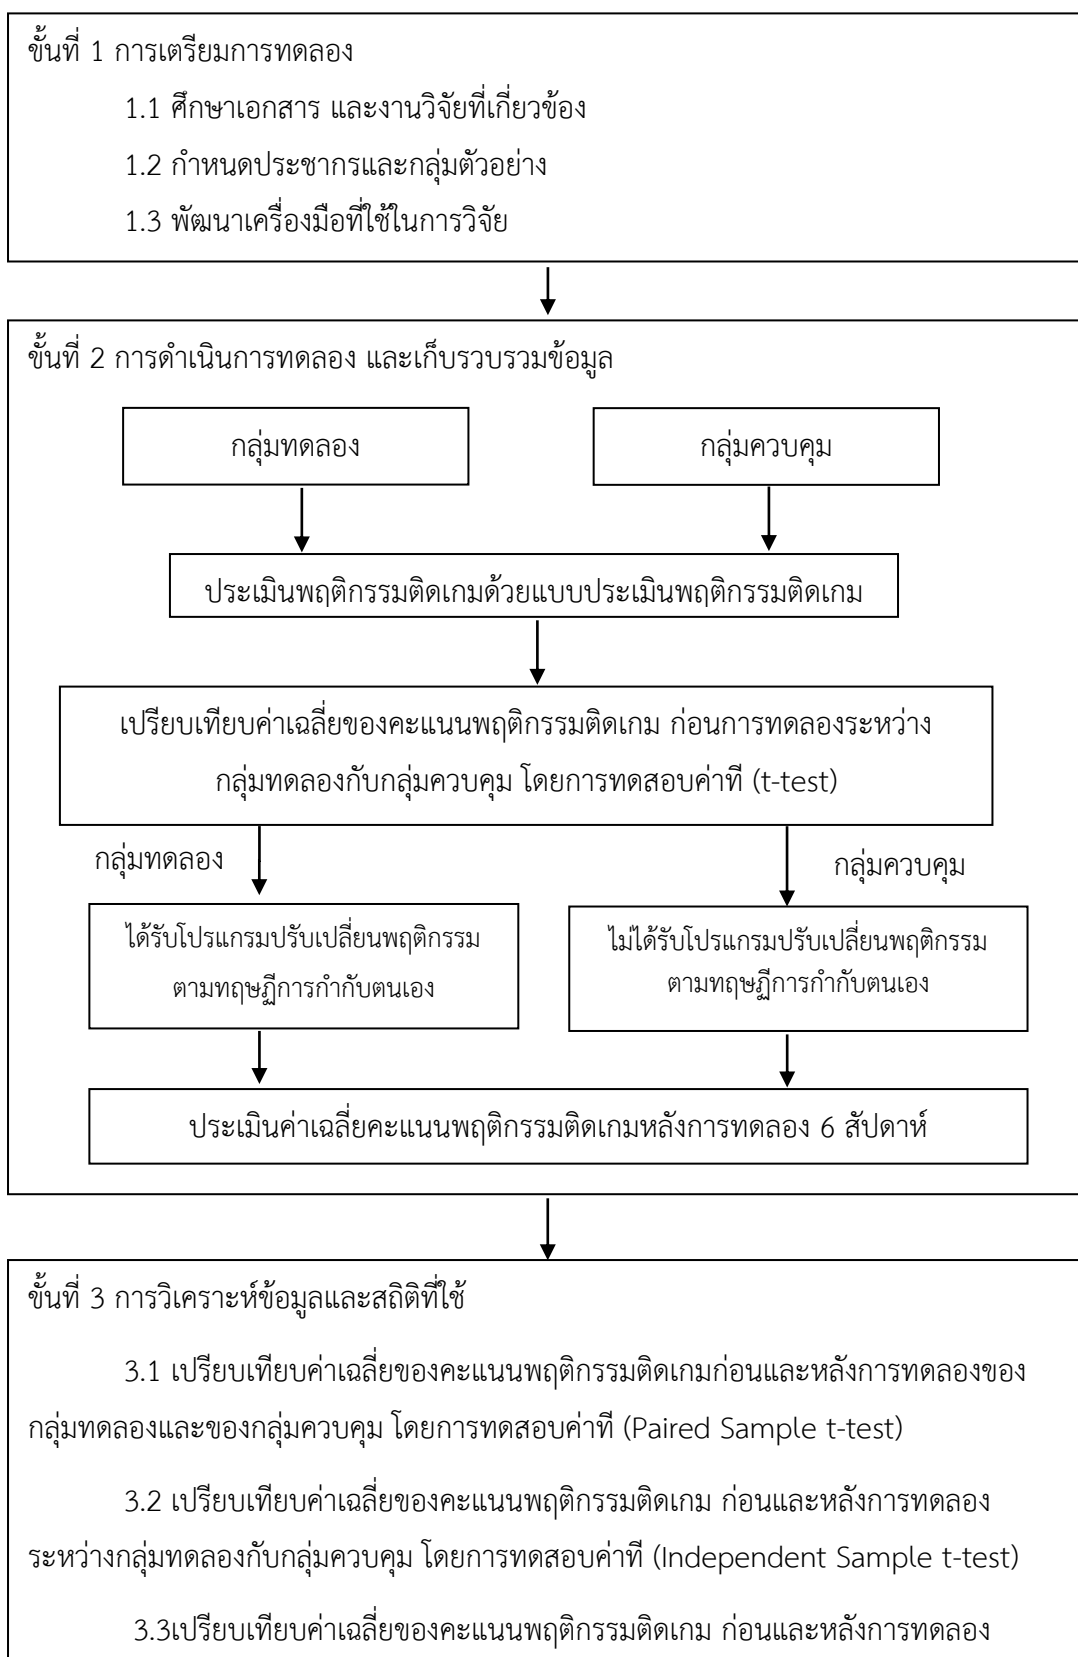 ขั้นที่ 1 การเตรียมการทดลอง
1.1 ศึกษาเอกสาร และงานวิจัยที่เกี่ยวข้อง
1.2 กำหนดประชากรและกลุ่มตัวอย่าง
1.3 พัฒนาเครื่องมือที่ใช้ในการวิจัย
ขั้นที่ 2 การดำเนินการทดลอง และเก็บรวบรวมข้อมูล
กลุ่มทดลอง
กลุ่มควบคุม
ประเมินพฤติกรรมติดเกมด้วยแบบประเมินพฤติกรรมติดเกม
เปรียบเทียบค่าเฉลี่ยของคะแนนพฤติกรรมติดเกม ก่อนการทดลองระหว่าง
กลุ่มทดลองกับกลุ่มควบคุม โดยการทดสอบค่าที (t-test)
กลุ่มทดลอง
กลุ่มควบคุม
ได้รับโปรแกรมปรับเปลี่ยนพฤติกรรม
ตามทฤษฎีการกำกับตนเอง
ไม่ได้รับโปรแกรมปรับเปลี่ยนพฤติกรรม
ตามทฤษฎีการกำกับตนเอง
ประเมินค่าเฉลี่ยคะแนนพฤติกรรมติดเกมหลังการทดลอง 6 สัปดาห์
ขั้นที่ 3 การวิเคราะห์ข้อมูลและสถิติที่ใช้
3.1 เปรียบเทียบค่าเฉลี่ยของคะแนนพฤติกรรมติดเกมก่อนและหลังการทดลองของ
กลุ่มทดลองและของกลุ่มควบคุม โดยการทดสอบค่าที (Paired Sample t-test)
3.2 เปรียบเทียบค่าเฉลี่ยของคะแนนพฤติกรรมติดเกม ก่อนและหลังการทดลอง
ระหว่างกลุ่มทดลองกับกลุ่มควบคุม โดยการทดสอบค่าที (Independent Sample t-test)
3.3เปรียบเทียบค่าเฉลี่ยของคะแนนพฤติกรรมติดเกม ก่อนและหลังการทดลอง